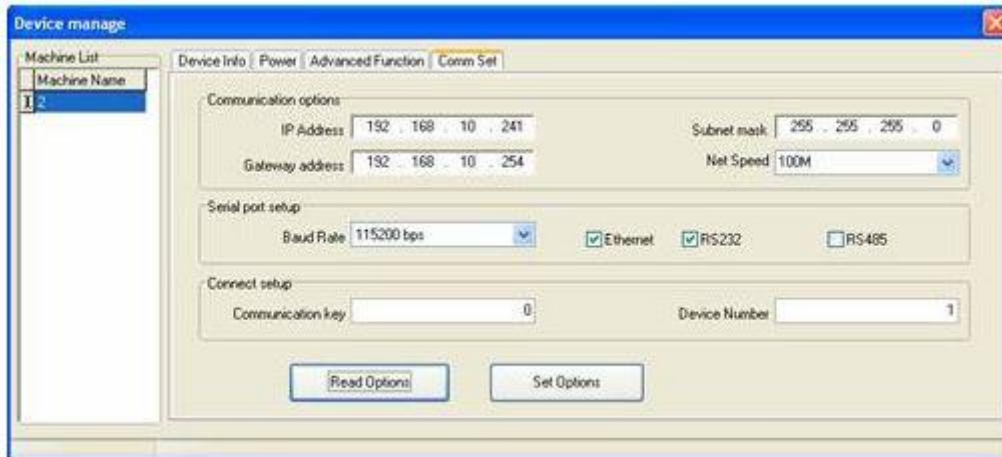 Device manage
Machine List
Machine Name
2
Device Info Power Advanced Function Comm Set
Communication options
IP Address 192 . 168 . 10 . 241 Subnet mask 255 . 255 . 255 . 0
Gateway address 192 . 168 . 10 . 254 Net Speed 100M
Serial port setup
Baud Rate 115200 bps Ethernet RS232 RS485
Connect setup
Communication key 0 Device Number 1
Read Options Set Options